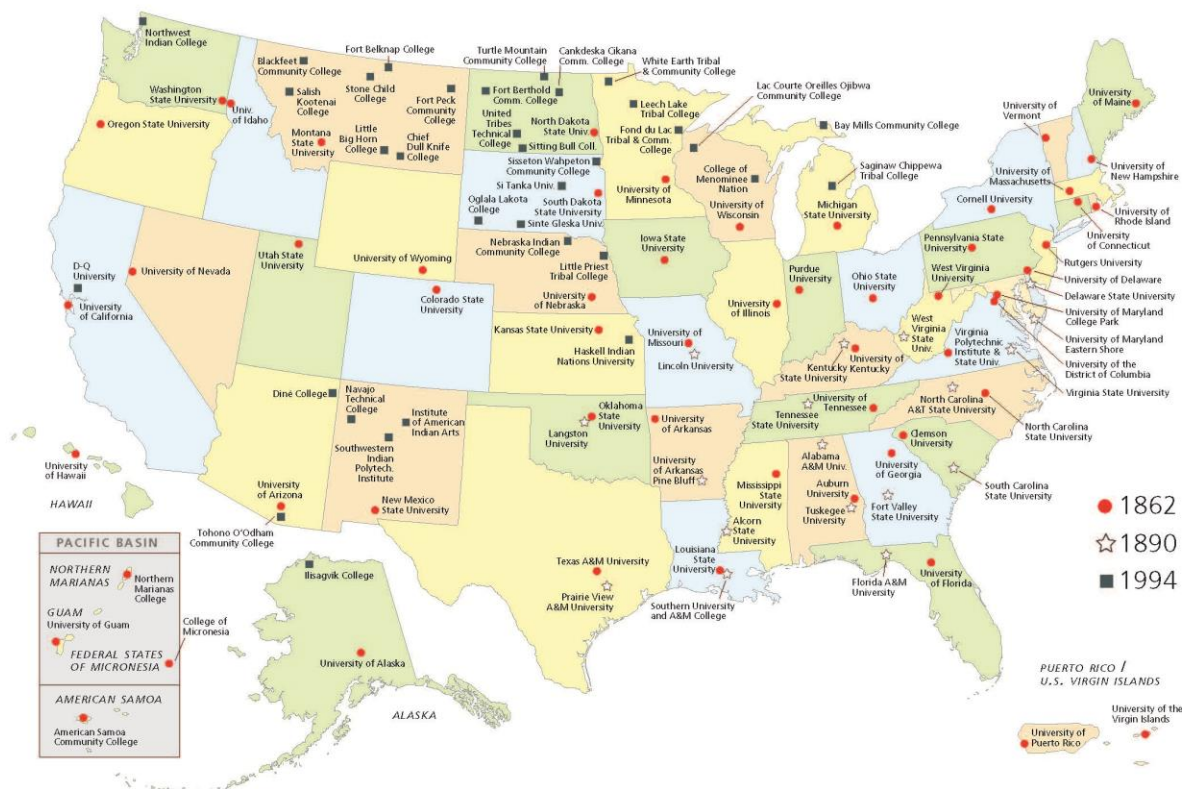 Northwest
Indian College
Washington
State University
Univ.
of Idaho
Oregon State University
Blackfeet
Community College
Fort Belknap College
Stone Child
College
Salish
Kootenai
College
Fort Peck
Community
College
Montana
State
University
Little
Big Horn
College
Chief
Dull Knife
College
Turtle Mountain
Community College
Cankdeska Cikana
Comm. College
Fort Berthold
Comm. College
United
Tribes
Technical
College
North Dakota
State Univ.
Sitting Bull Coll.
White Earth Tribal
& Community College
Leech Lake
Tribal College
Fond du Lac
Tribal & Comm.
College
Lac Courte Oreilles Ojibwa
Community College
Bay Mills Community College
Saginaw Chippewa
Tribal College
College of
Menominee
Nation
University of
Wisconsin
Michigan
State University
University of
Minnesota
Sisseton Wahpeton
Community College
Si Tanka Univ.
Oglala Lakota
College
South Dakota
State University
Sinte Gleska Univ.
Nebraska Indian
Community College
Little Priest
Tribal College
University of
Nebraska
Iowa State
University
University of
Vermont
University of Maine
University of
New Hampshire
University of
Massachusetts
Cornell University
University of
Rhode Island
University
of Connecticut
Pennsylvania State
University
Rutgers University
West Virginia
University
University of Delaware
Delaware State University
University of Maryland
College Park
University of Maryland
Eastern Shore
University of the
District of Columbia
Virginia State University
West
Virginia
State
Univ.
Virginia
Polytechnic
Institute &
State Univ.
D-Q
University
University
of California
University of Nevada
Utah State
University
University of Wyoming
Colorado State
University
Kansas State University
Haskell Indian
Nations University
University of
Missouri
Lincoln University
University
of Illinois
Purdue
University
Ohio State
University
Kentucky
State University
University of
Kentucky
University of
Tennessee
Tennessee
State University
North Carolina
A&T State University
North Carolina
State University
Clemson
University
South Carolina
State University
Diné College
Navajo
Technical
College
Institute
of American
Indian Arts
Southwestern
Indian
Polytech.
Institute
University
of Arizona
Tohono O'Odham
Community College
New Mexico
State University
Oklahoma
State
University
Langston
University
University
of Arkansas
University
of Arkansas
Pine Bluff
Mississippi
State
University
Alcorn
State
University
Alabama
A&M Univ.
Auburn
University
Tuskegee
University
University
of Georgia
Fort Valley
State University
Texas A&M University
Prairie View
A&M University
Louisiana
State
University
Southern University
and A&M College
Florida A&M
University
University
of Florida
University
of Hawaii
HAWAII
PACIFIC BASIN
NORTHERN
MARIANAS
Northern
Marianas
College
GUAM
University of Guam
College of
Micronesia
FEDERAL STATES
OF MICRONESIA
AMERICAN SAMOA
American Samoa
Community College
Ilisagvik College
University of Alaska
ALASKA
1862
1890
1994
PUERTO RICO /
U.S. VIRGIN ISLANDS
University of the
Virgin Islands
University of
Puerto Rico